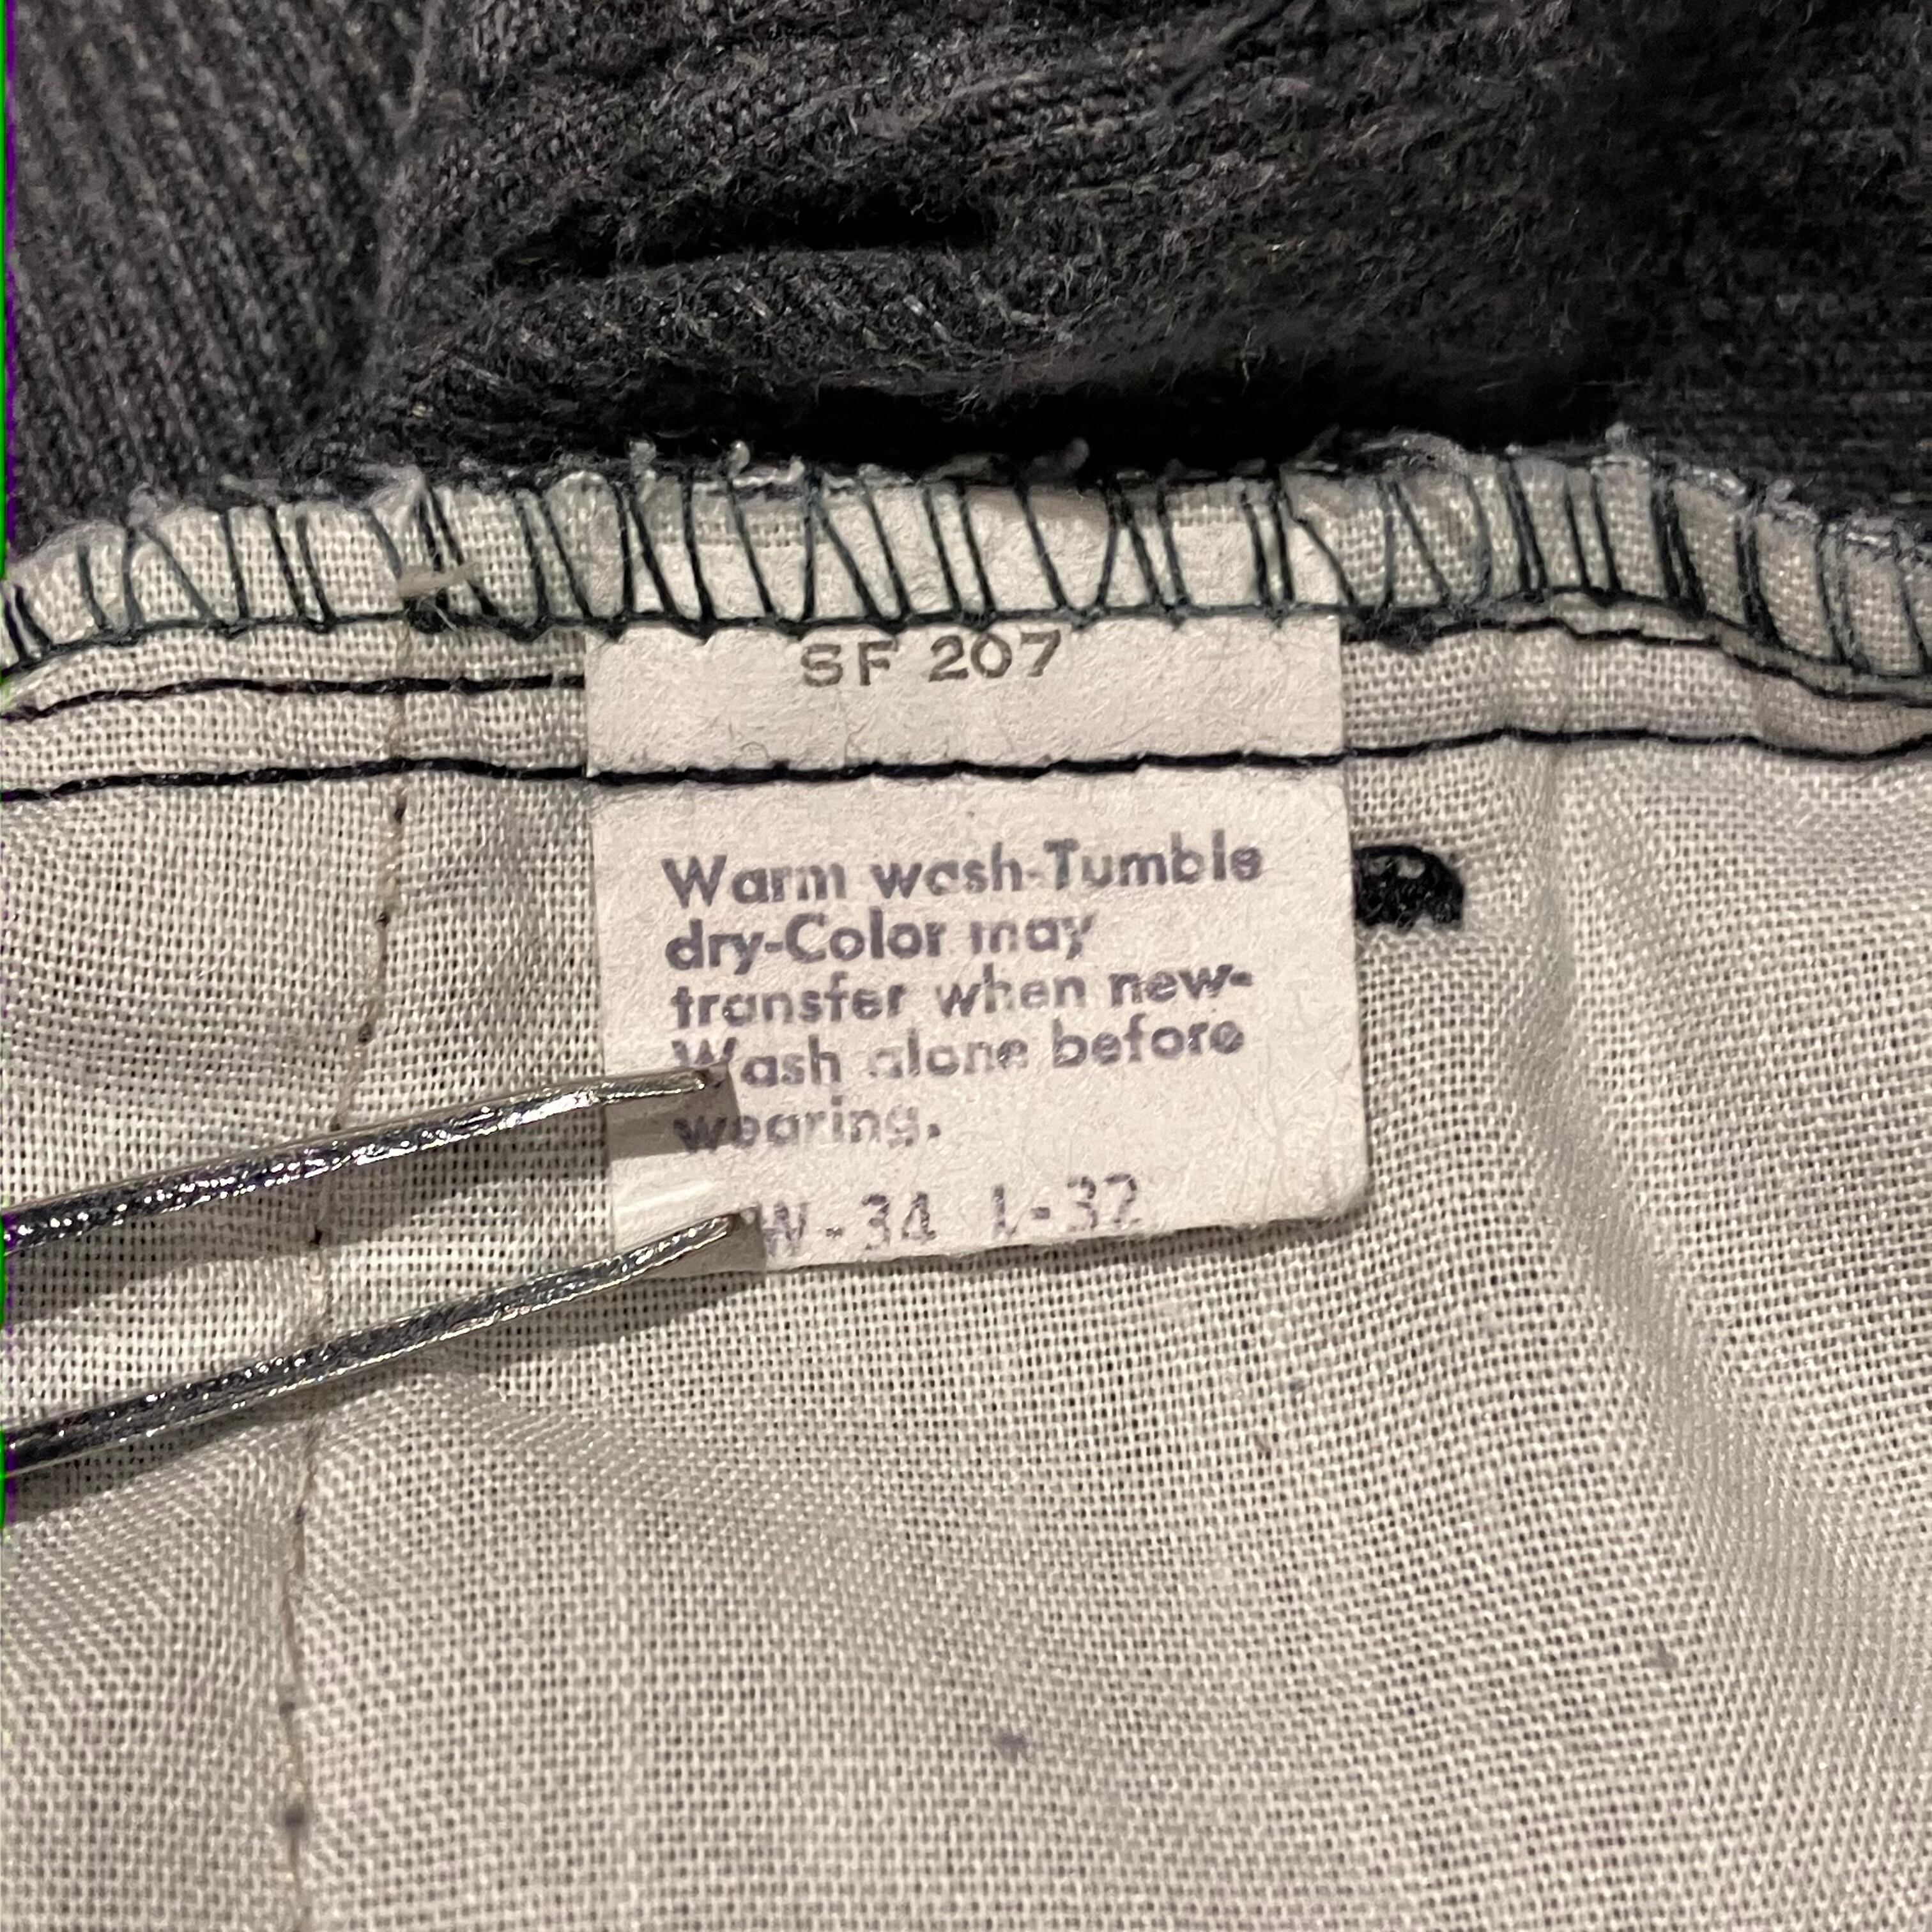 SF 207
Warm wash-Tumble
dry-Color may
transfer when new-
Wash alone before
wearing.
W-34 L-32